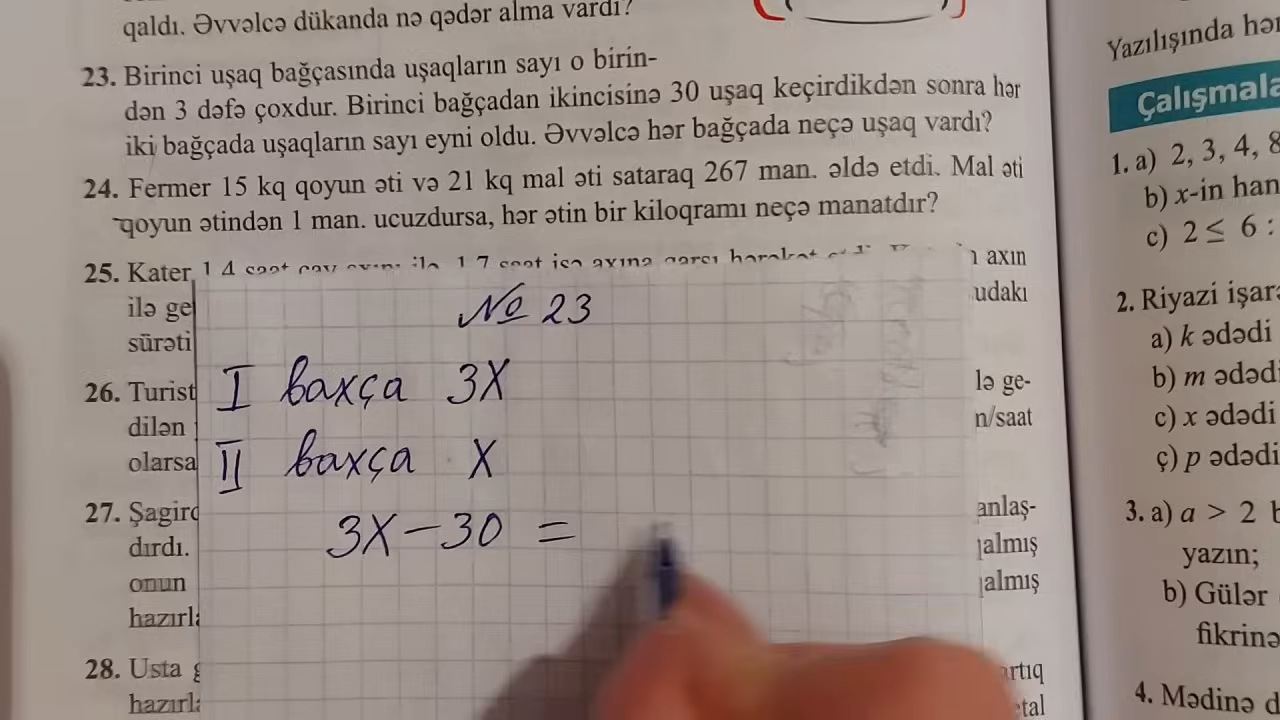 qaldı. Əvvəlcə dükanda nə qədər alma vardı?
23. Birinci uşaq bağçasında uşaqların sayı o birin-
dən 3 dəfə çoxdur. Birinci bağçadan ikincisinə 30 uşaq keçirdikdən sonra hər
iki bağçada uşaqların sayı eyni oldu. Əvvəlcə hər bağçada neçə uşaq vardı?
24. Fermer 15 kq qoyun əti və 21 kq mal əti sataraq 267 man. əldə etdi. Mal əti
qoyun ətindən 1 man. ucuzdursa, hər ətin bir kiloqramı neçə manatdır?
25. Kater axın
ilə ge
udakı
sürəti
26. Turist
lə ge-
dilən
n/saat
olarsa
27. Şagird
anlaş-
dırdı.
almış
onun
almış
hazırla
28. Usta g
artıq
hazırla
etal
№ 23
I baxça 3X
II baxça X
3X – 30 =
Yazılışında hər
Çalışmala
1. a) 2, 3, 4, 8
b) x-in han
c) 2 ≤ 6 :
2. Riyazi işarə
a) k ədədi
b) m ədədi
c) x ədədi
ç) p ədədi
3. a) a > 2 b
yazın;
b) Gülər
fikrinə
4. Mədinə d